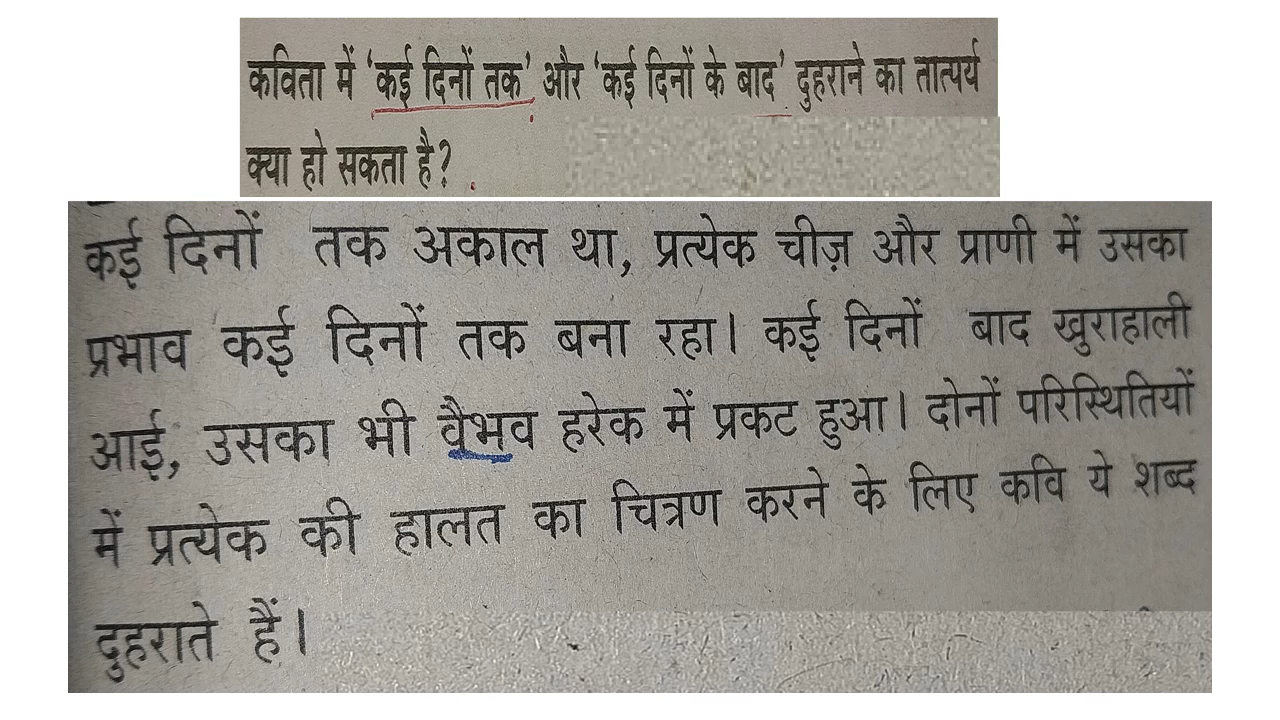 कविता में ‘कई दिनों तक’ और ‘कई दिनों के बाद’ दुहराने का तात्पर्य
क्या हो सकता है?
कई दिनों तक अकाल था, प्रत्येक चीज़ और प्राणी में उसका
प्रभाव कई दिनों तक बना रहा। कई दिनों बाद खुराहाली
आई, उसका भी वैभव हरेक में प्रकट हुआ। दोनों परिस्थितियों
में प्रत्येक की हालत का चित्रण करने के लिए कवि ये शब्द
दुहराते हैं।